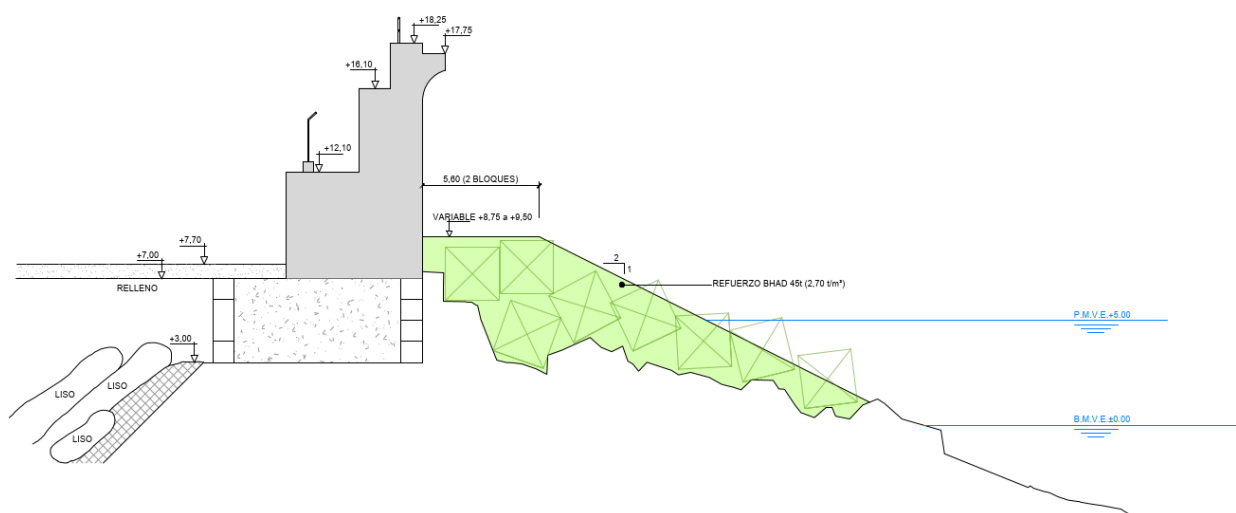 +18,25
+17,75
+16,10
+12,10
5,60 (2 BLOQUES)
VARIABLE +8,75 a +9,50
+7,70
+7,00
RELLENO
2
1
REFUERZO BHAD 45t (2,70 t/m³)
P.M.V.E.+5.00
+3,00
LISO
LISO
LISO
B.M.V.E.±0.00